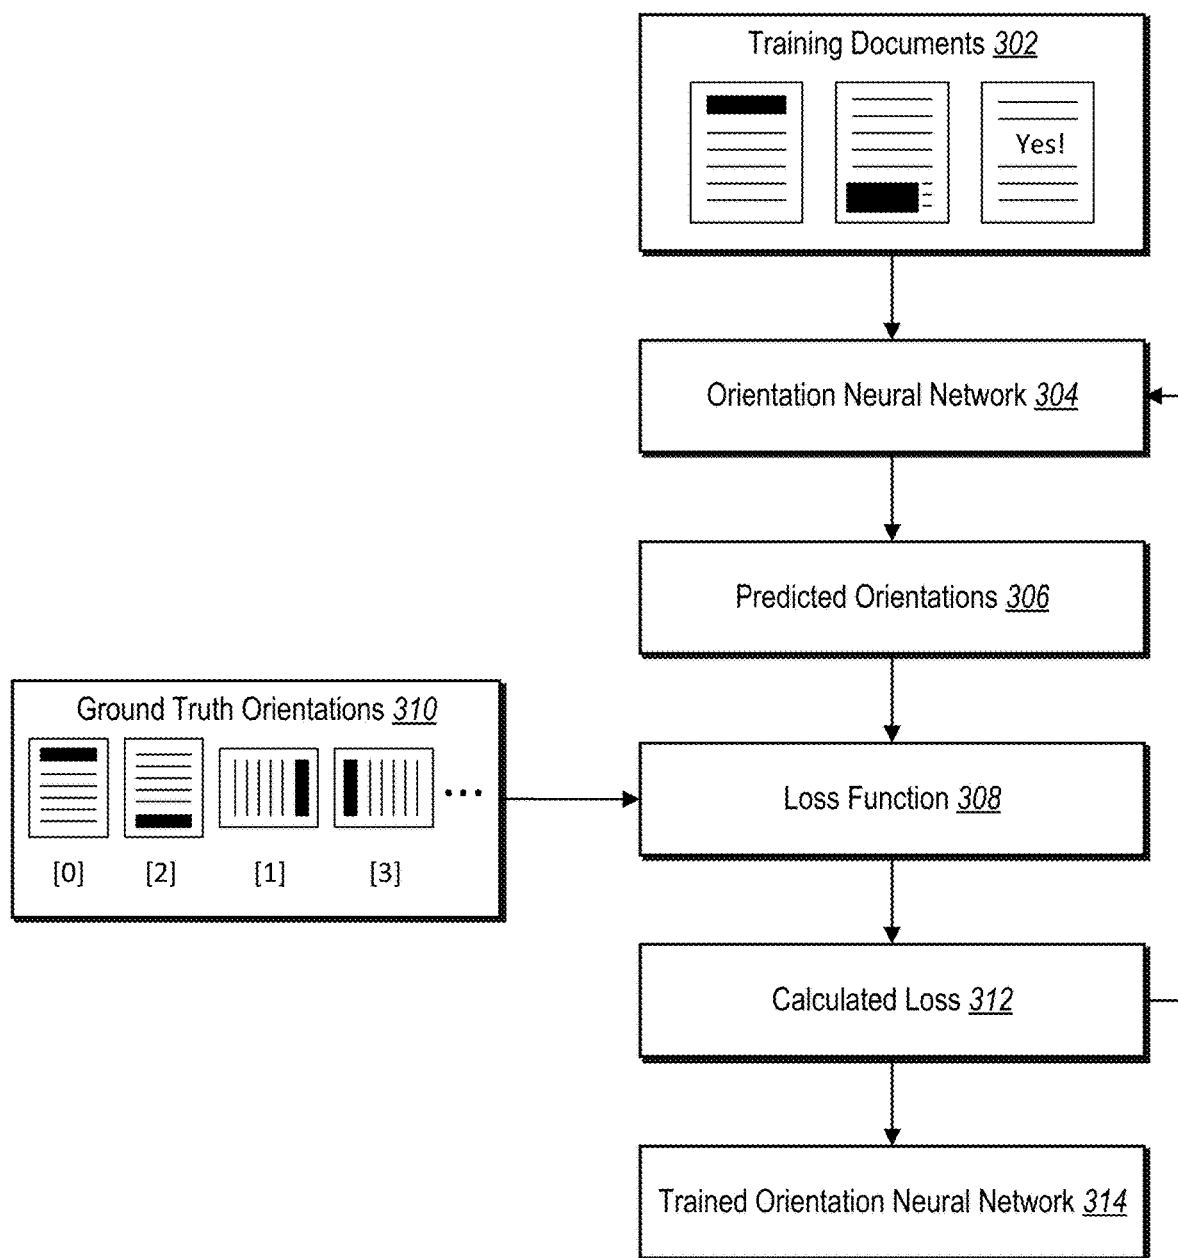 Training Documents 302
Yes!
Orientation Neural Network 304
Predicted Orientations 306
Ground Truth Orientations 310
...
[0] [2] [1] [3]
Loss Function 308
Calculated Loss 312
Trained Orientation Neural Network 314